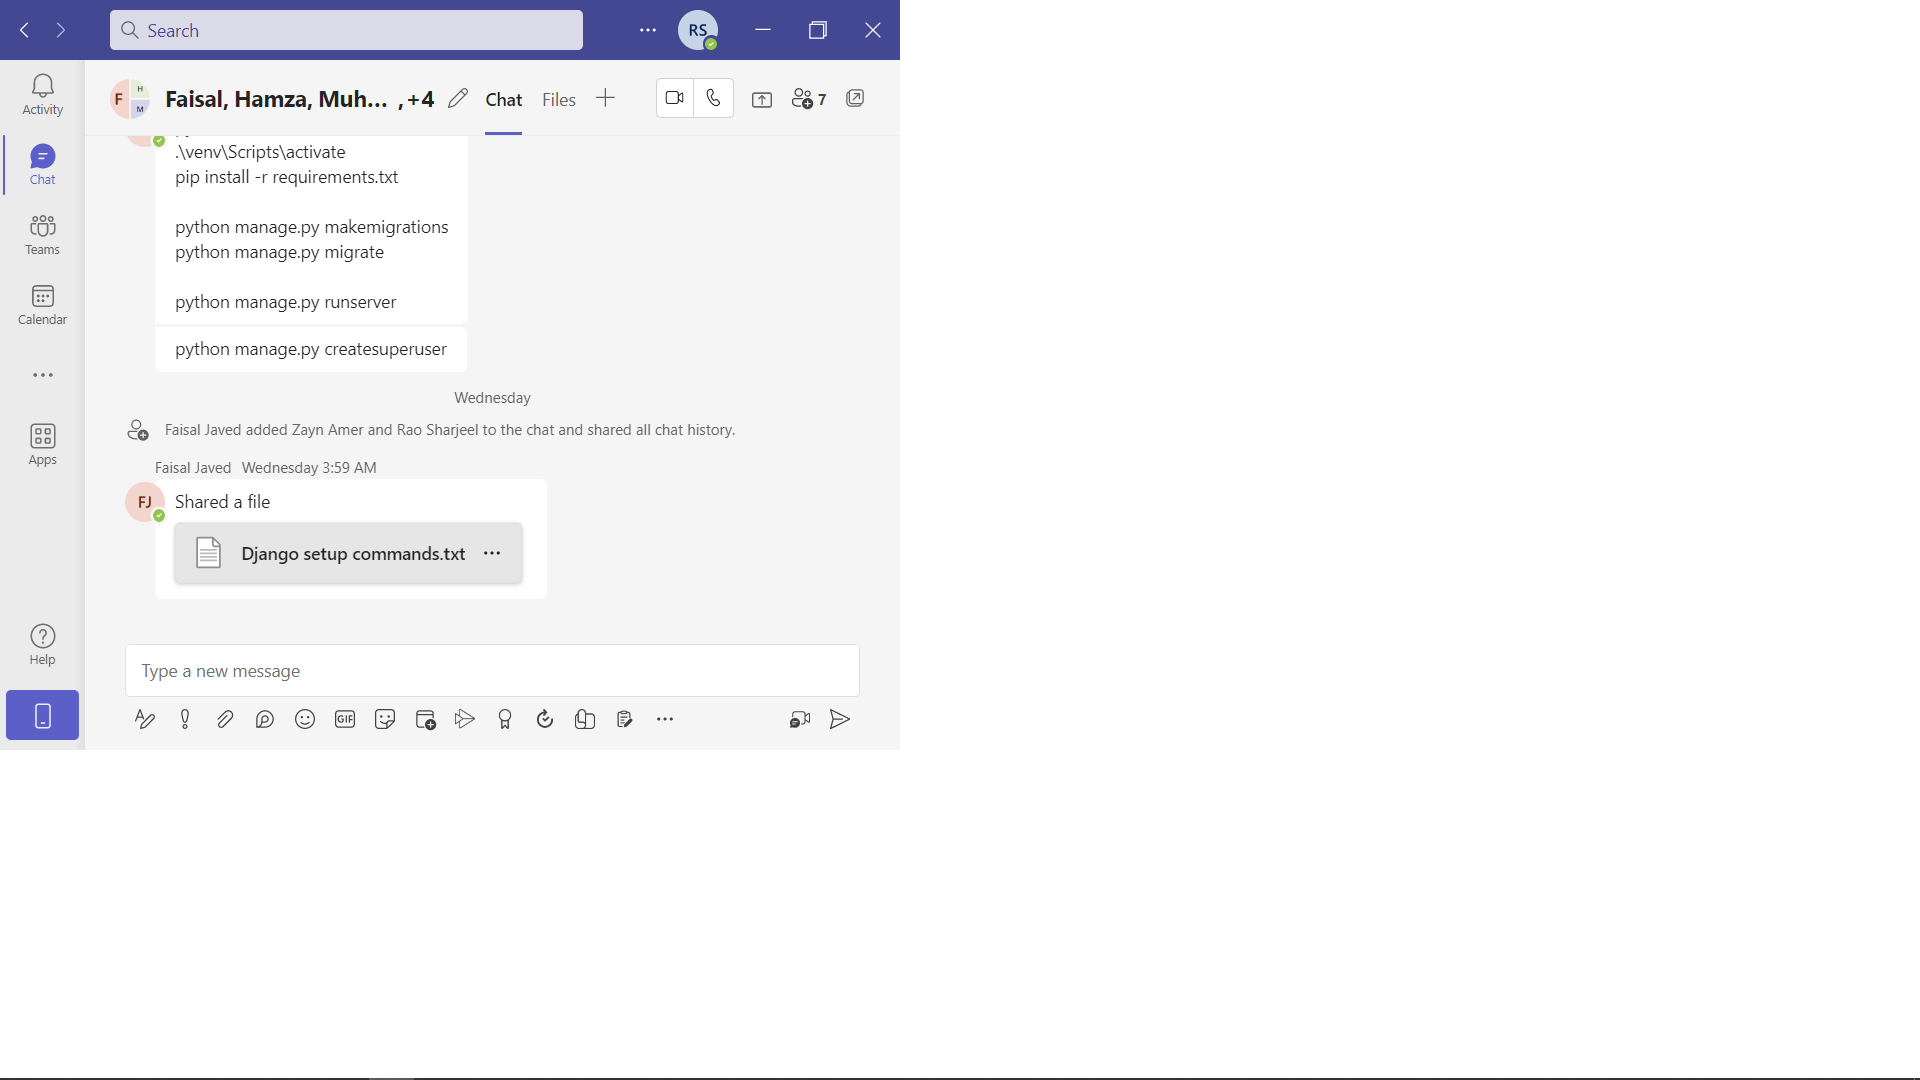 Search
RS
Activity
Chat
Teams
Calendar
Apps
Help
F
H
M
Faisal, Hamza, Muh... ,+4
Chat
Files
7
.\venv\Scripts\activate
pip install -r requirements.txt
python manage.py makemigrations
python manage.py migrate
python manage.py runserver
python manage.py createsuperuser
Wednesday
Faisal Javed added Zayn Amer and Rao Sharjeel to the chat and shared all chat history.
Faisal Javed Wednesday 3:59 AM
FJ
Shared a file
Django setup commands.txt
Type a new message
GIF